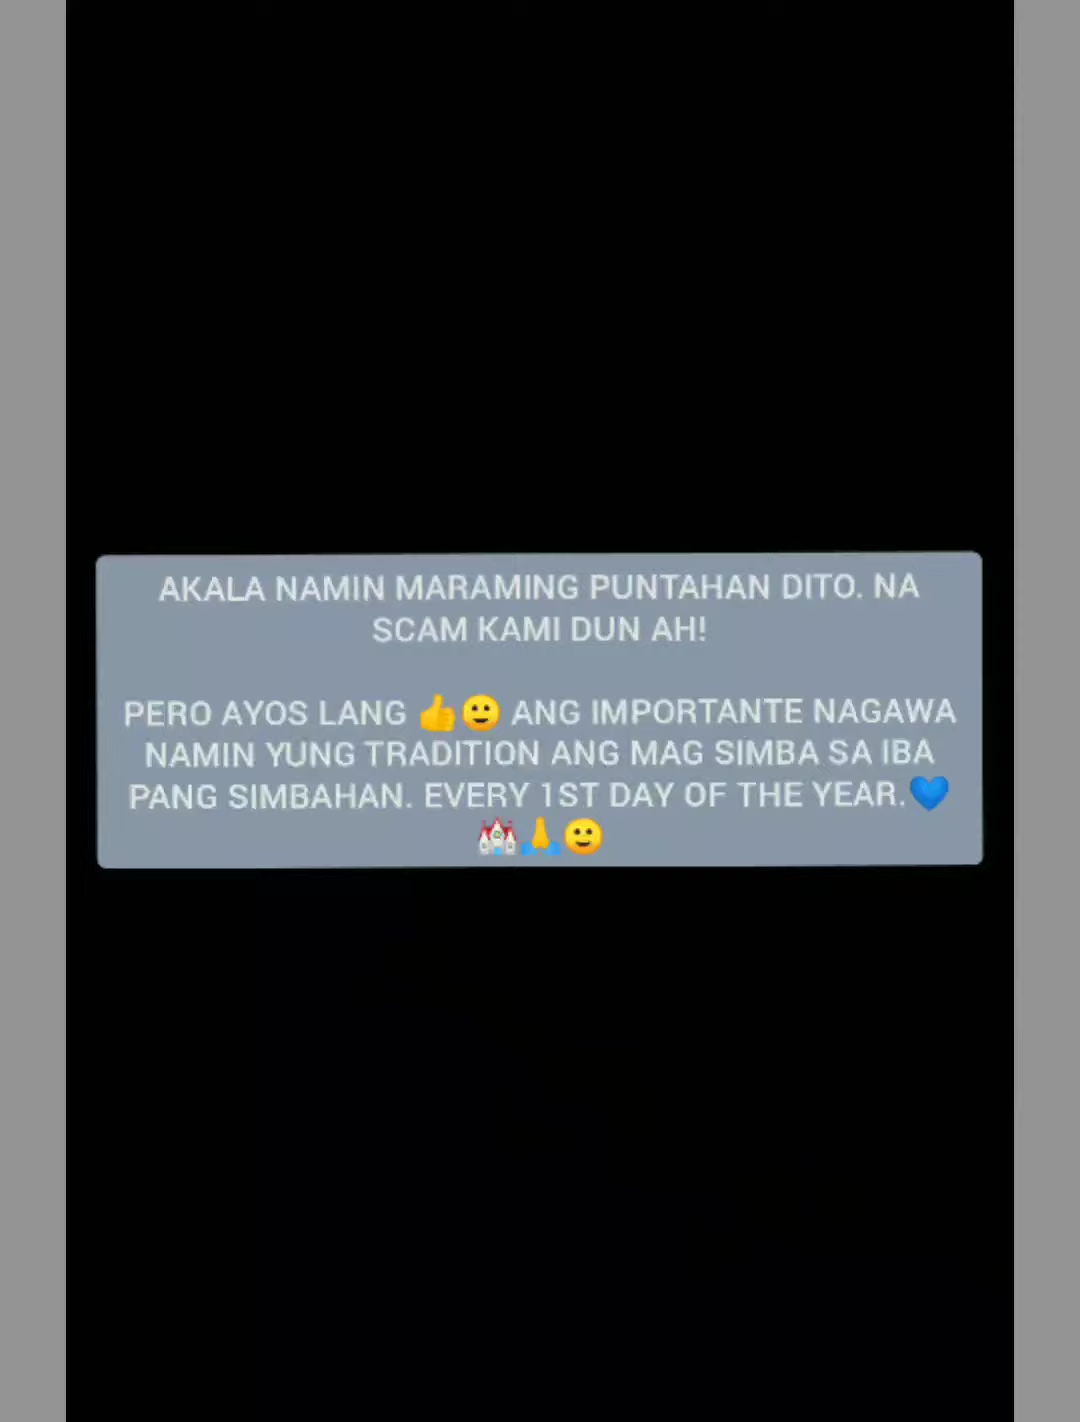 AKALA NAMIN MARAMING PUNTAHAN DITO. NA
SCAM KAMI DUN AH!
PERO AYOS LANG 👍🙂 ANG IMPORTANTE NAGAWA
NAMIN YUNG TRADITION ANG MAG SIMBA SA IBA
PANG SIMBAHAN. EVERY 1ST DAY OF THE YEAR.💙
🏰🙏🙂